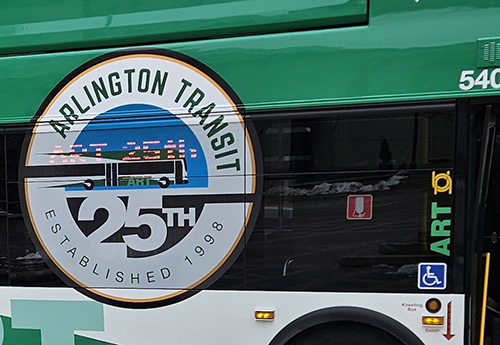 540
ARLINGTON TRANSIT
ART 25th
ART
25TH
ESTABLISHED 1998
ART
Kneeling
Bus
RAMP